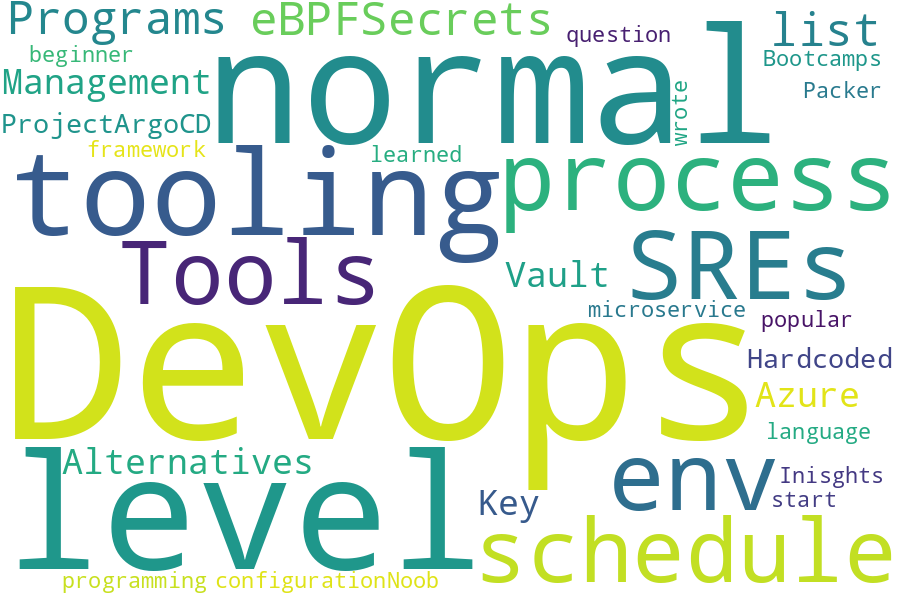 Programs
eBPFSecrets
list
question
beginner
normal
Bootcamps
Management
wrote
Packer
ProjectArgoCD
framework
learned
tooling
process
Tools
SREs
Vault
microservice
popular
DevOps
Hardcoded
Azure
language
level
Alternatives
env
Inisghts
Key
start
schedule
programming
configurationNoob